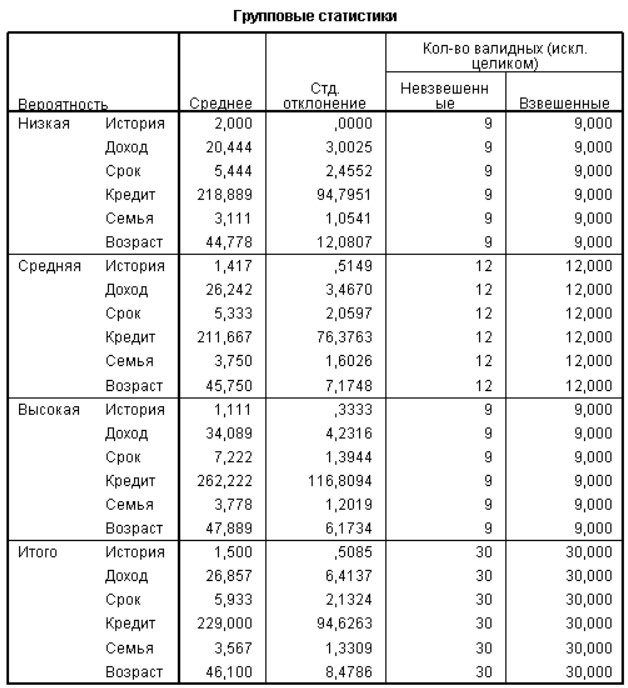 Групповые статистики
Кол-во валидных (искл. целиком)
Вероятность Среднее Стд. отклонение Невзвешенн ые Взвешенные
Низкая История 2,000 ,0000 9 9,000
Доход 20,444 3,0025 9 9,000
Срок 5,444 2,4552 9 9,000
Кредит 218,889 94,7951 9 9,000
Семья 3,111 1,0541 9 9,000
Возраст 44,778 12,0807 9 9,000
Средняя История 1,417 ,5149 12 12,000
Доход 26,242 3,4670 12 12,000
Срок 5,333 2,0597 12 12,000
Кредит 211,667 76,3763 12 12,000
Семья 3,750 1,6026 12 12,000
Возраст 45,750 7,1748 12 12,000
Высокая История 1,111 ,3333 9 9,000
Доход 34,089 4,2316 9 9,000
Срок 7,222 1,3944 9 9,000
Кредит 262,222 116,8094 9 9,000
Семья 3,778 1,2019 9 9,000
Возраст 47,889 6,1734 9 9,000
Итого История 1,500 ,5085 30 30,000
Доход 26,857 6,4137 30 30,000
Срок 5,933 2,1324 30 30,000
Кредит 229,000 94,6263 30 30,000
Семья 3,567 1,3309 30 30,000
Возраст 46,100 8,4786 30 30,000